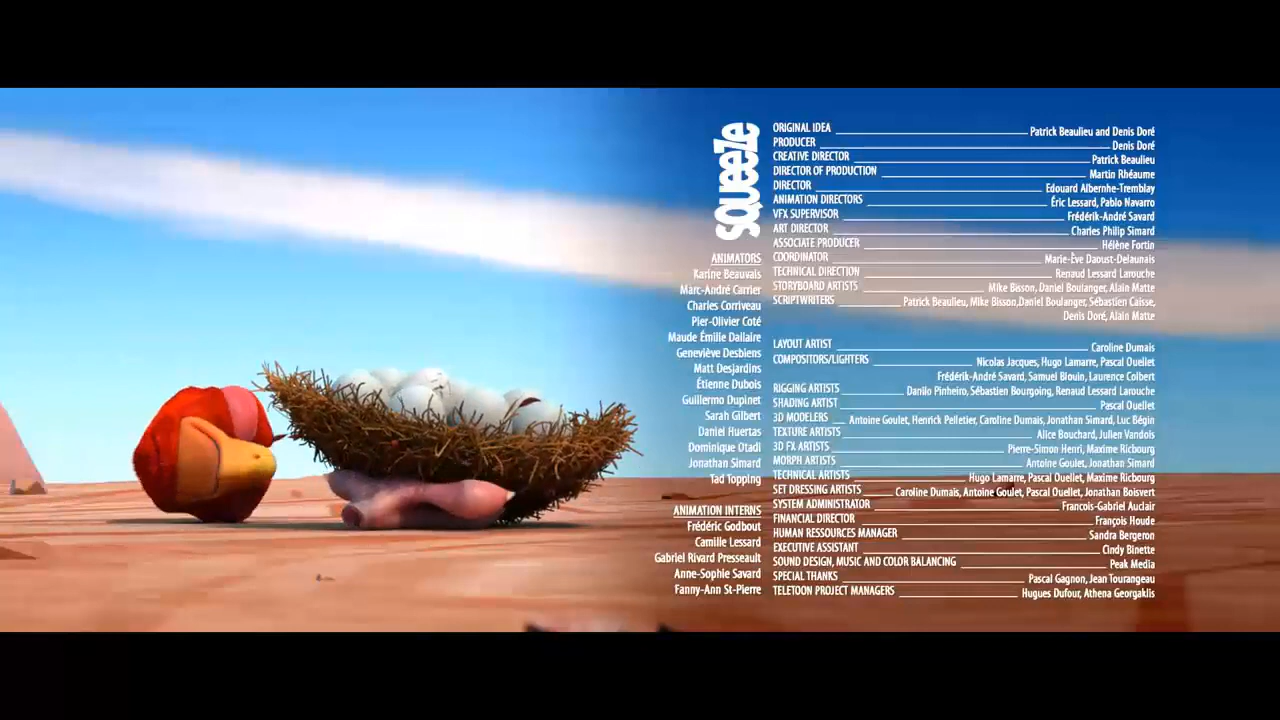 squeeze
ORIGINAL IDEA Patrick Beaulieu and Denis Doré
PRODUCER Denis Doré
CREATIVE DIRECTOR Patrick Beaulieu
DIRECTOR OF PRODUCTION Martin Rhéaume
DIRECTOR Edouard Albernhe-Tremblay
ANIMATION DIRECTORS Éric Lessard, Pablo Navarro
VFX SUPERVISOR Frédérik-André Savard
ART DIRECTOR Charles Philip Simard
ASSOCIATE PRODUCER Hélène Fortin
COORDINATOR Marie-Ève Daoust-Delaunais
TECHNICAL DIRECTION Renaud Lessard Larouche
STORYBOARD ARTISTS Mike Bisson, Daniel Boulanger, Alain Matte
SCRIPTWRITERS Patrick Beaulieu, Mike Bisson,Daniel Boulanger, Sébastien Caisse,
Denis Doré, Alain Matte
LAYOUT ARTIST Caroline Dumais
COMPOSITORS/LIGHTERS Nicolas Jacques, Hugo Lamarre, Pascal Ouellet
Frédérik-André Savard, Samuel Blouin, Laurence Colbert
RIGGING ARTISTS Danilo Pinheiro, Sébastien Bourgoing, Renaud Lessard Larouche
SHADING ARTIST Pascal Ouellet
3D MODELERS Antoine Goulet, Henrick Pelletier, Caroline Dumais, Jonathan Simard, Luc Bégin
TEXTURE ARTISTS Alice Bouchard, Julien Vandois
3D FX ARTISTS Pierre-Simon Henri, Maxime Ricbourg
MORPH ARTISTS Antoine Goulet, Jonathan Simard
TECHNICAL ARTISTS Hugo Lamarre, Pascal Ouellet, Maxime Ricbourg
SET DRESSING ARTISTS Caroline Dumais, Antoine Goulet, Pascal Ouellet, Jonathan Boisvert
SYSTEM ADMINISTRATOR Francois-Gabriel Auclair
FINANCIAL DIRECTOR François Houde
HUMAN RESSOURCES MANAGER Sandra Bergeron
EXECUTIVE ASSISTANT Cindy Binette
SOUND DESIGN, MUSIC AND COLOR BALANCING Peak Media
SPECIAL THANKS Pascal Gagnon, Jean Tourangeau
TELETOON PROJECT MANAGERS Hugues Dufour, Athena Georgaklis
ANIMATORS
Karine Beauvais
Marc-André Carrier
Charles Corriveau
Pier-Olivier Coté
Maude Émilie Dallaire
Geneviève Desbiens
Matt Desjardins
Étienne Dubois
Guillermo Dupinet
Sarah Gilbert
Daniel Huertas
Dominique Otadi
Jonathan Simard
Tad Topping
ANIMATION INTERNS
Frédéric Godbout
Camille Lessard
Gabriel Rivard Presseault
Anne-Sophie Savard
Fanny-Ann St-Pierre